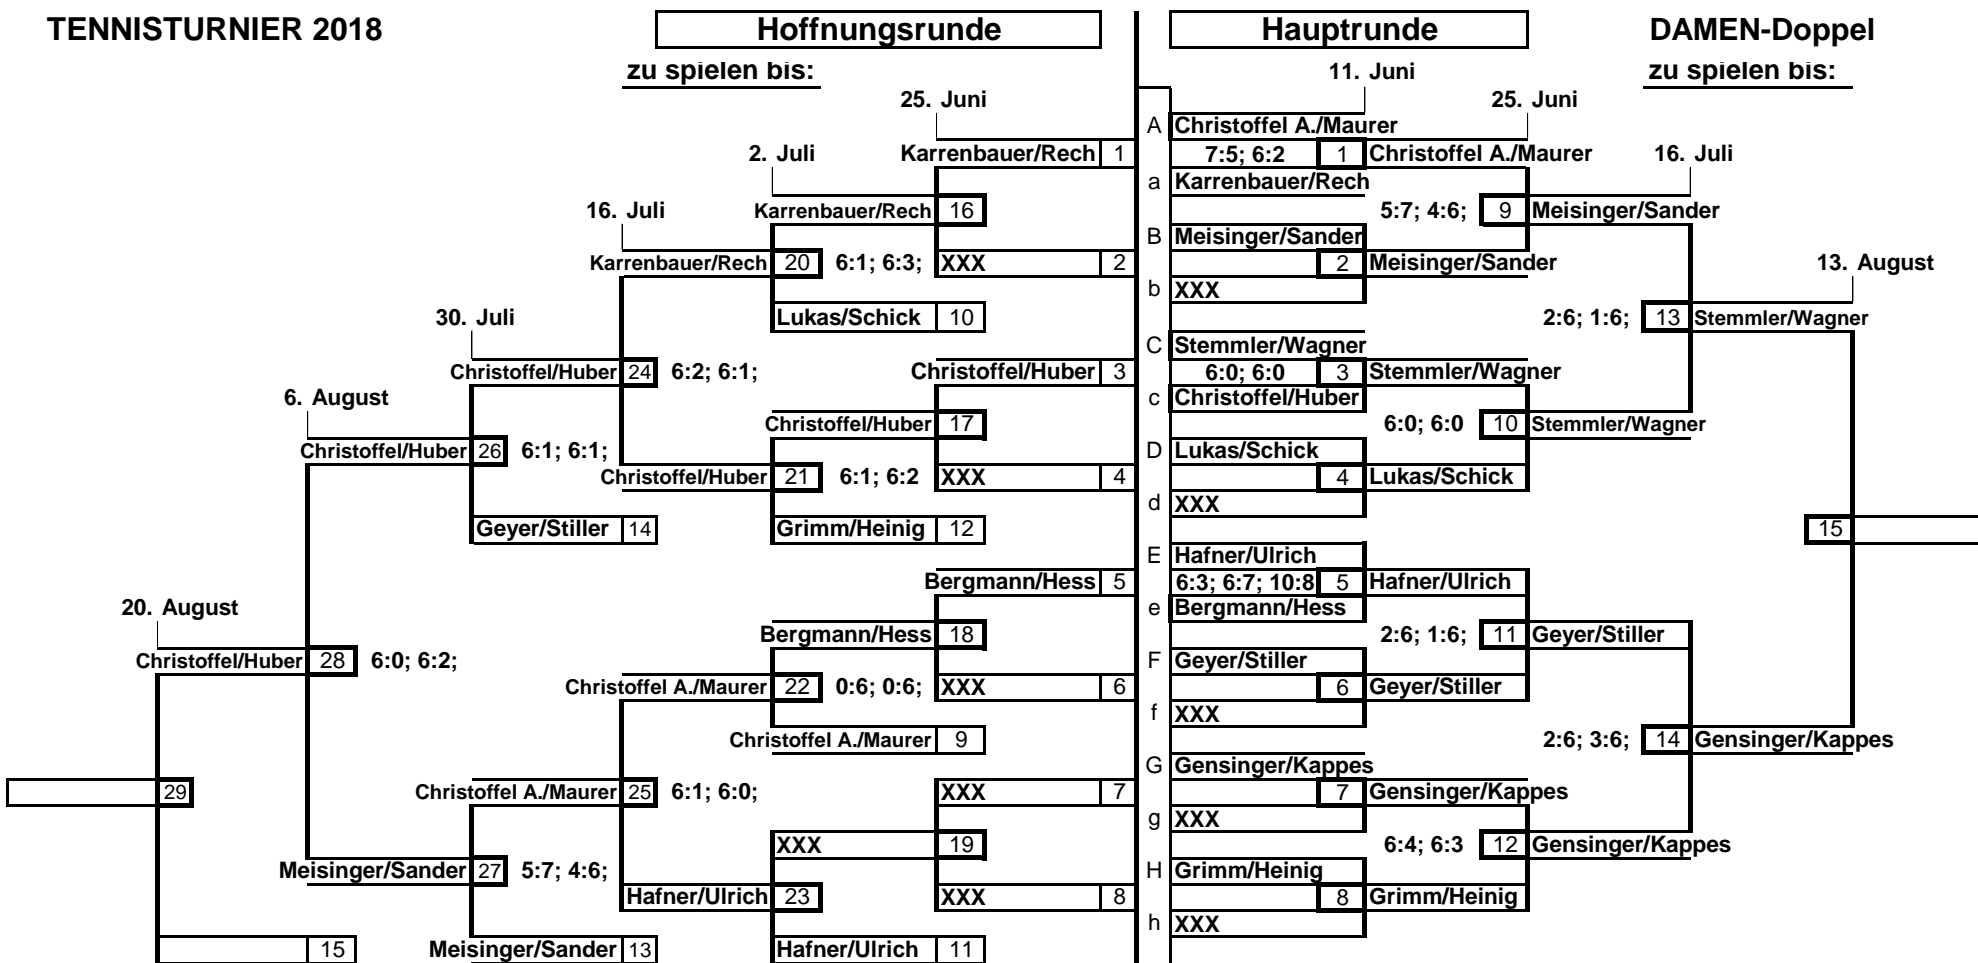 TENNISTURNIER 2018 Hoffnungsrunde Hauptrunde DAMEN-Doppel
zu spielen bis: 11. Juni zu spielen bis:
25. Juni 25. Juni
A Christoffel A./Maurer
2. Juli Karrenbauer/Rech 1 7:5; 6:2 1 Christoffel A./Maurer 16. Juli
a Karrenbauer/Rech
16. Juli Karrenbauer/Rech 16 5:7; 4:6; 9 Meisinger/Sander
B Meisinger/Sander
Karrenbauer/Rech 20 6:1; 6:3; XXX 2 2 Meisinger/Sander 13. August
b XXX
30. Juli Lukas/Schick 10 2:6; 1:6; 13 Stemmler/Wagner
C Stemmler/Wagner
Christoffel/Huber 24 6:2; 6:1; Christoffel/Huber 3 6:0; 6:0 3 Stemmler/Wagner
6. August c Christoffel/Huber
Christoffel/Huber 17 6:0; 6:0 10 Stemmler/Wagner
Christoffel/Huber 26 6:1; 6:1; D Lukas/Schick
Christoffel/Huber 21 6:1; 6:2 XXX 4 4 Lukas/Schick
d XXX
Geyer/Stiller 14 Grimm/Heinig 12 15
E Hafner/Ulrich
Bergmann/Hess 5 6:3; 6:7; 10:8 5 Hafner/Ulrich
20. August e Bergmann/Hess
Bergmann/Hess 18 2:6; 1:6; 11 Geyer/Stiller
Christoffel/Huber 28 6:0; 6:2; F Geyer/Stiller
Christoffel A./Maurer 22 0:6; 0:6; XXX 6 6 Geyer/Stiller
f XXX
Christoffel A./Maurer 9 2:6; 3:6; 14 Gensinger/Kappes
G Gensinger/Kappes
29 Christoffel A./Maurer 25 6:1; 6:0; XXX 7 7 Gensinger/Kappes
g XXX
XXX 19 6:4; 6:3 12 Gensinger/Kappes
Meisinger/Sander 27 5:7; 4:6; H Grimm/Heinig
Hafner/Ulrich 23 XXX 8 8 Grimm/Heinig
h XXX
15 Meisinger/Sander 13 Hafner/Ulrich 11